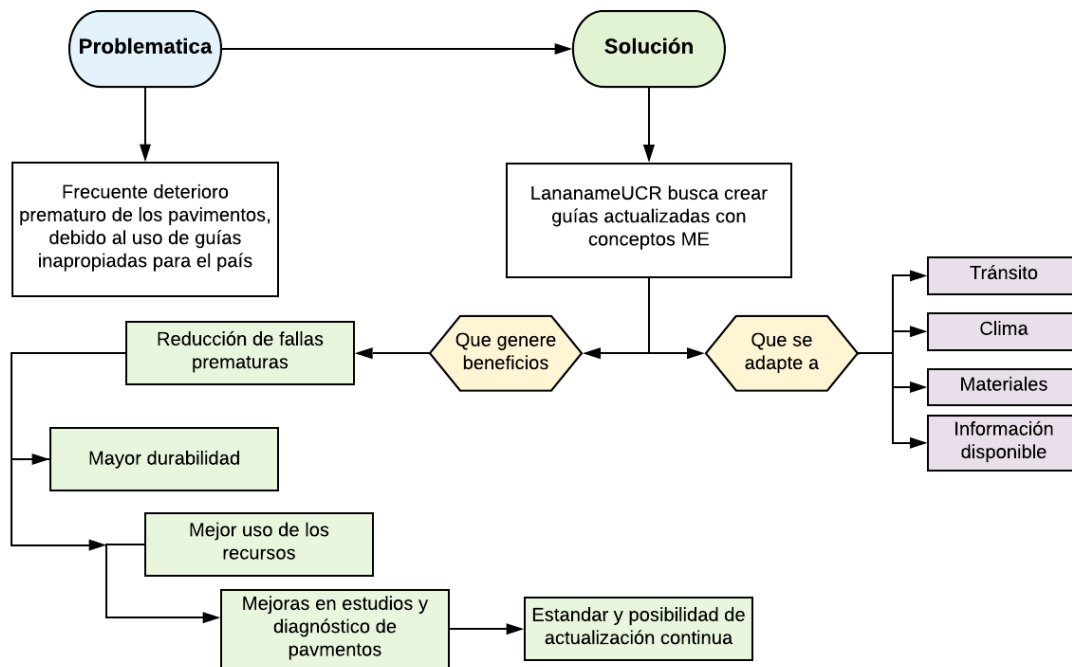 Problematica
Solución
Frecuente deterioro
prematuro de los pavimentos,
debido al uso de guías
inapropiadas para el país
LananameUCR busca crear
guías actualizadas con
conceptos ME
Que genere
beneficios
Que se
adapte a
Tránsito
Clima
Materiales
Información
disponible
Reducción de fallas
prematuras
Mayor durabilidad
Mejor uso de los
recursos
Mejoras en estudios y
diagnóstico de
pavmentos
Estandar y posibilidad de
actualización continua